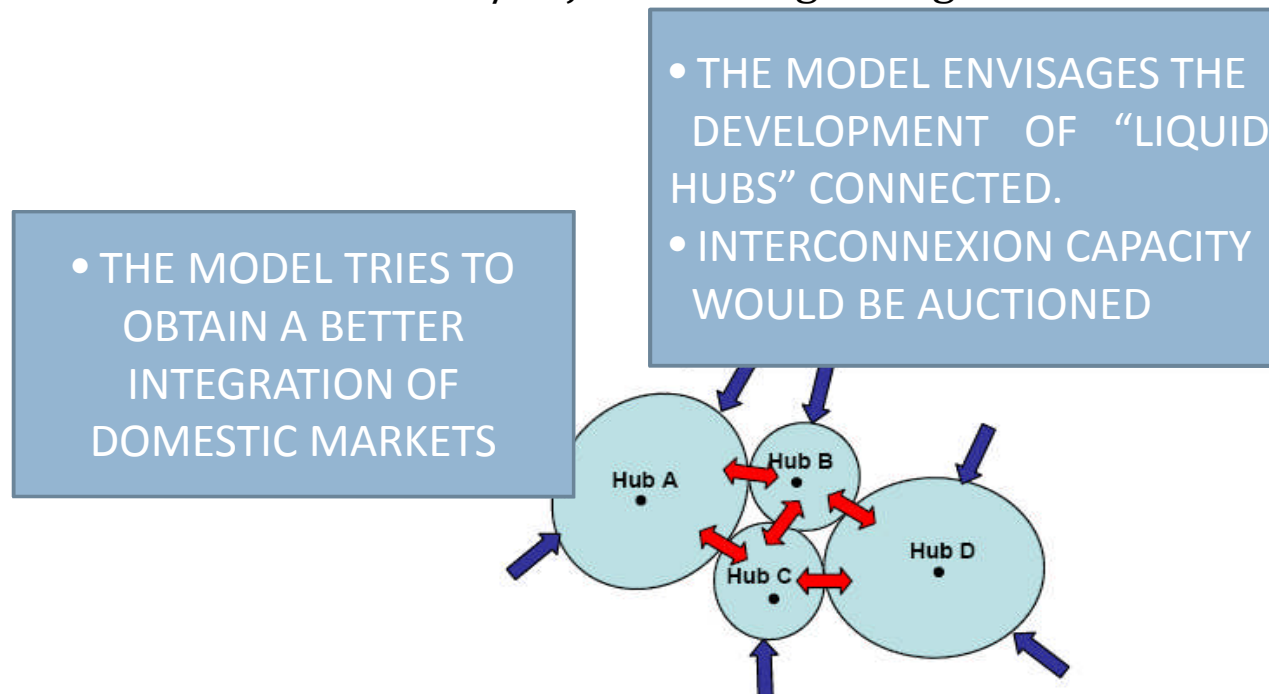 • THE MODEL ENVISAGES THE
DEVELOPMENT OF “LIQUID
HUBS” CONNECTED.
• INTERCONNEXION CAPACITY
WOULD BE AUCTIONED
• THE MODEL TRIES TO
OBTAIN A BETTER
INTEGRATION OF
DOMESTIC MARKETS
Hub B
Hub A
Hub D
Hub C